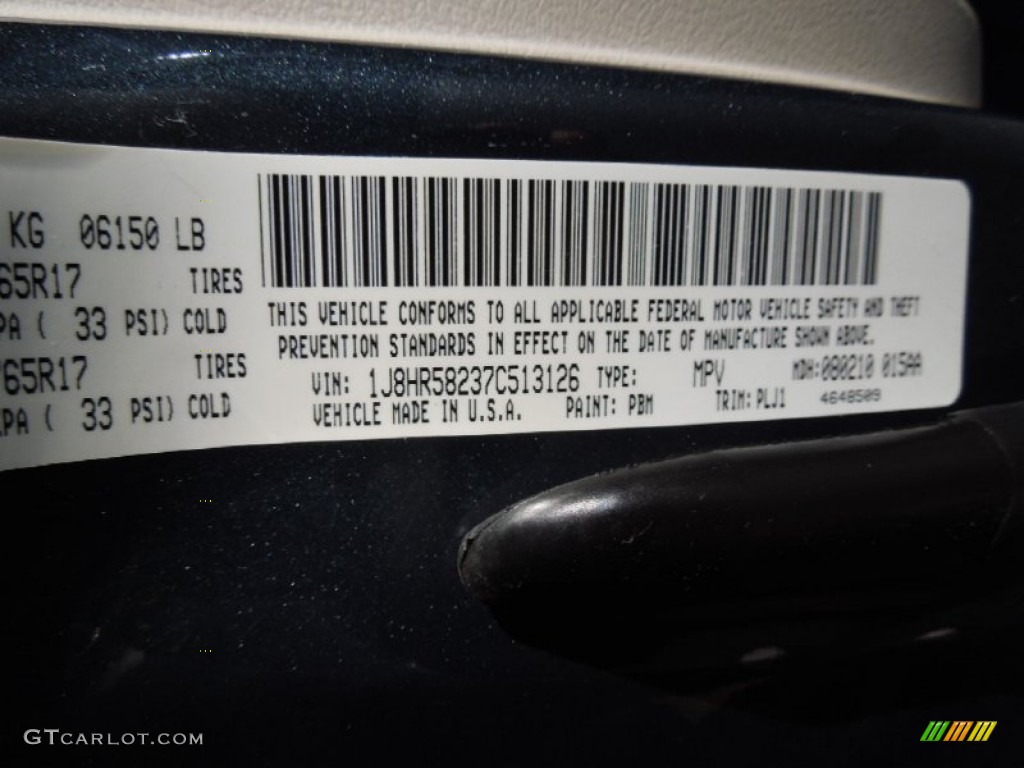 KG 06150 LB
65R17 TIRES
PA ( 33 PSI) COLD
65R17 TIRES
PA ( 33 PSI) COLD
THIS VEHICLE CONFORMS TO ALL APPLICABLE FEDERAL MOTOR VEHICLE SAFETY AND THEFT
PREVENTION STANDARDS IN EFFECT ON THE DATE OF MANUFACTURE SHOWN ABOVE.
VIN: 1J8HR58237C513126 TYPE: MPV MDH:080210 015AA
VEHICLE MADE IN U.S.A. PAINT: PBM TRIM: PLJ1 4648509
GTCARLOT.COM